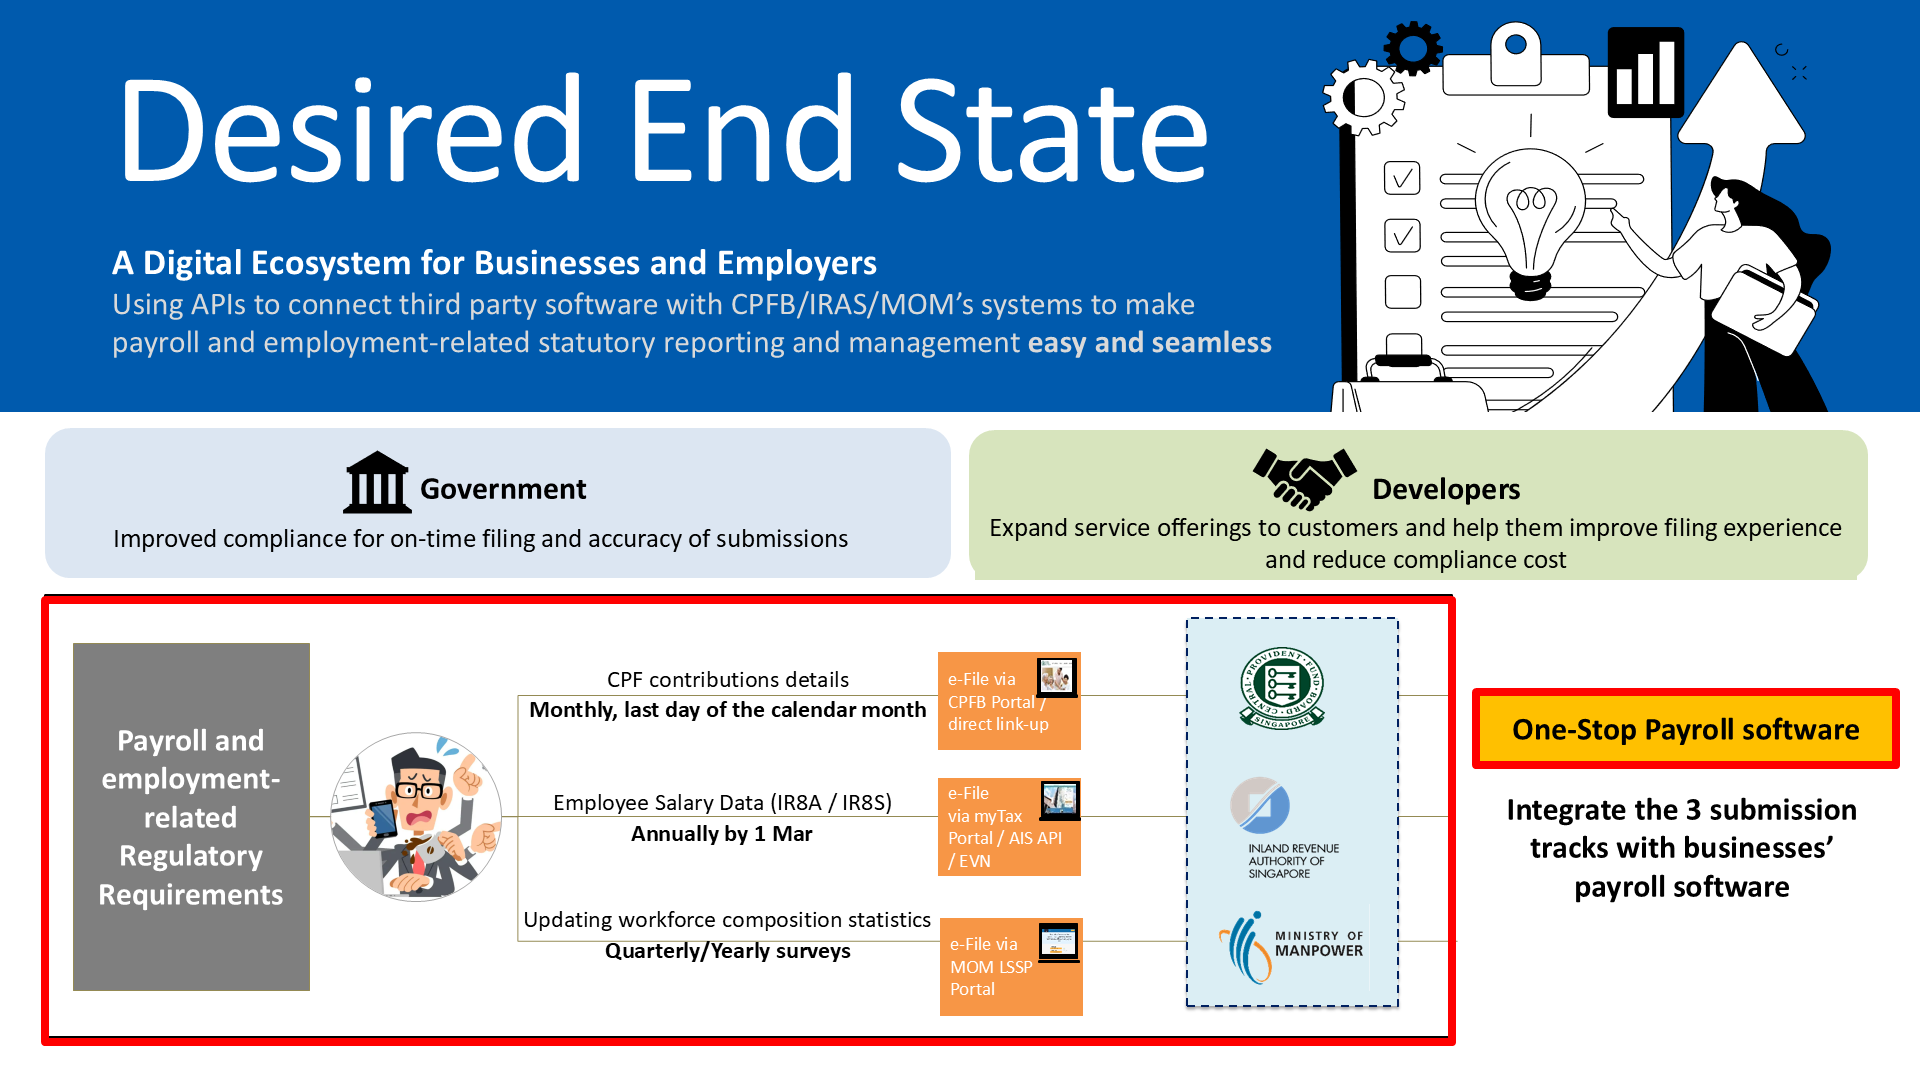 Desired End State
A Digital Ecosystem for Businesses and Employers
Using APIs to connect third party software with CPFB/IRAS/MOM’s systems to make
payroll and employment-related statutory reporting and management easy and seamless
Government
Improved compliance for on-time filing and accuracy of submissions
Developers
Expand service offerings to customers and help them improve filing experience
and reduce compliance cost
Payroll and
employment-
related
Regulatory
Requirements
CPF contributions details
Monthly, last day of the calendar month
e-File via
CPFB Portal /
direct link-up
CENTRAL PROVIDENT FUND BOARD
SINGAPORE
Employee Salary Data (IR8A / IR8S)
Annually by 1 Mar
e-File
via myTax
Portal / AIS API
/ EVN
INLAND REVENUE
AUTHORITY OF
SINGAPORE
Updating workforce composition statistics
Quarterly/Yearly surveys
e-File via
MOM LSSP
Portal
MINISTRY OF
MANPOWER
One-Stop Payroll software
Integrate the 3 submission
tracks with businesses’
payroll software